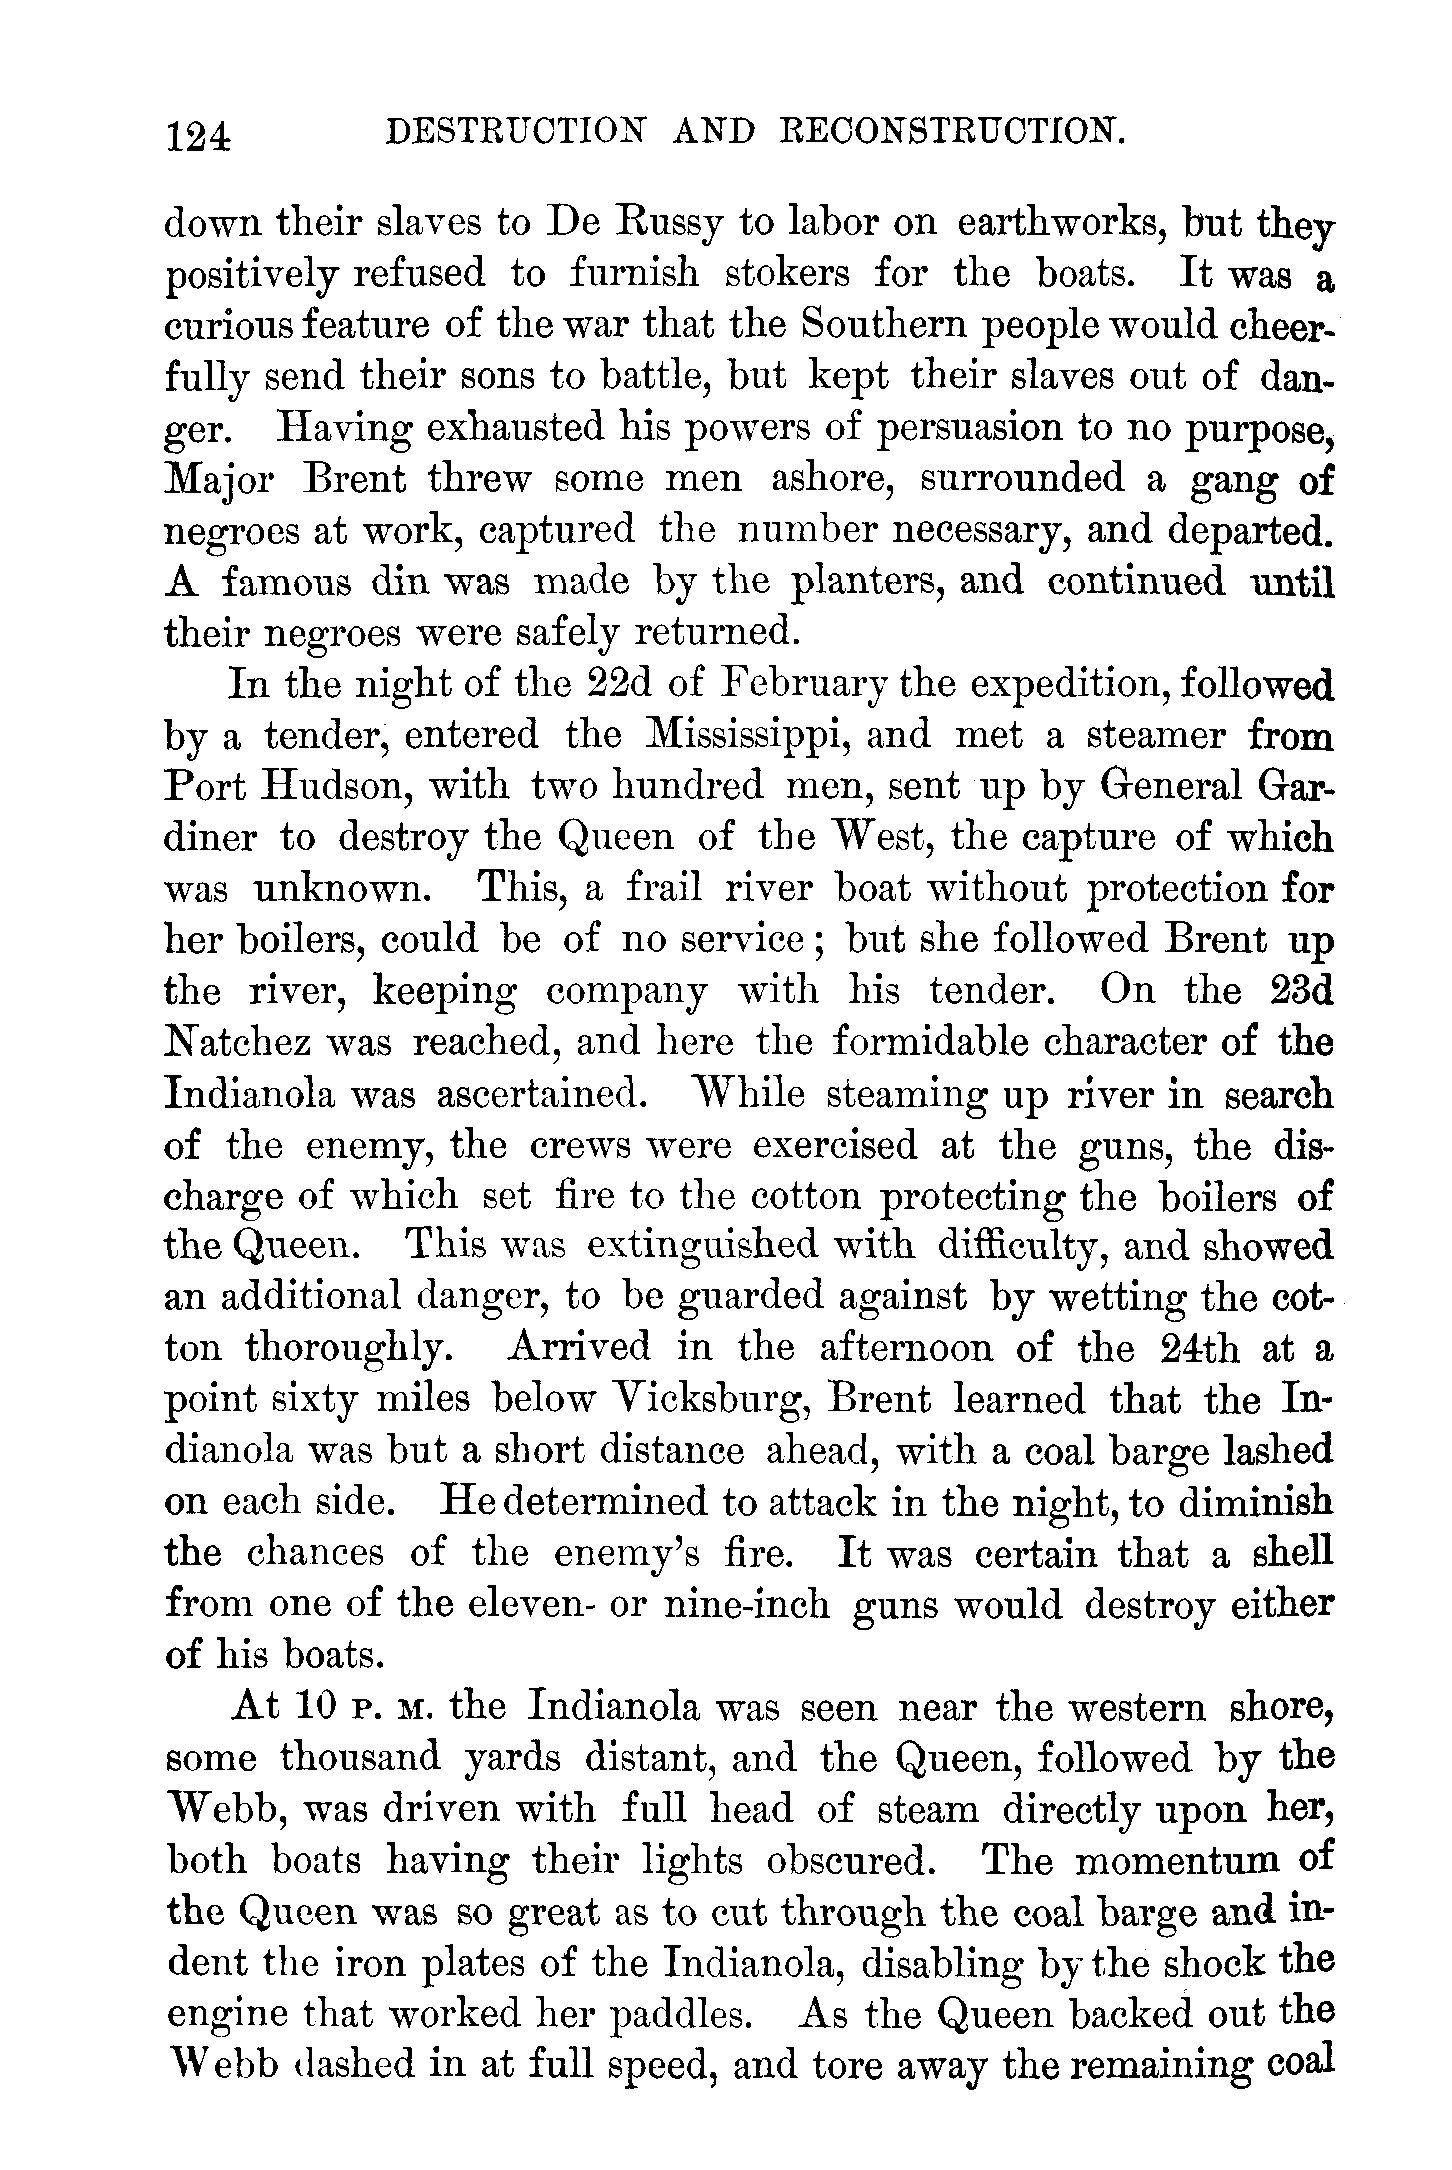 124 DESTRUCTION AND RECONSTRUCTION.
down their slaves to De Russy to labor on earthworks, but they
positively refused to furnish stokers for the boats. It was a
curious feature of the war that the Southern people would cheer-
fully send their sons to battle, but kept their slaves out of dan-
ger. Having exhausted his powers of persuasion to no purpose,
Major Brent threw some men ashore, surrounded a gang of
negroes at work, captured the number necessary, and departed.
A famous din was made by the planters, and continued until
their negroes were safely returned.
In the night of the 22d of February the expedition, followed
by a tender, entered the Mississippi, and met a steamer from
Port Hudson, with two hundred men, sent up by General Gar-
diner to destroy the Queen of the West, the capture of which
was unknown. This, a frail river boat without protection for
her boilers, could be of no service; but she followed Brent up
the river, keeping company with his tender. On the 23d
Natchez was reached, and here the formidable character of the
Indianola was ascertained. While steaming up river in search
of the enemy, the crews were exercised at the guns, the dis-
charge of which set fire to the cotton protecting the boilers of
the Queen. This was extinguished with difficulty, and showed
an additional danger, to be guarded against by wetting the cot-
ton thoroughly. Arrived in the afternoon of the 24th at a
point sixty miles below Vicksburg, Brent learned that the In-
dianola was but a short distance ahead, with a coal barge lashed
on each side. He determined to attack in the night, to diminish
the chances of the enemy's fire. It was certain that a shell
from one of the eleven- or nine-inch guns would destroy either
of his boats.
At 10 P. M. the Indianola was seen near the western shore,
some thousand yards distant, and the Queen, followed by the
Webb, was driven with full head of steam directly upon her,
both boats having their lights obscured. The momentum of
the Queen was so great as to cut through the coal barge and in-
dent the iron plates of the Indianola, disabling by the shock the
engine that worked her paddles. As the Queen backed out the
Webb dashed in at full speed, and tore away the remaining coal